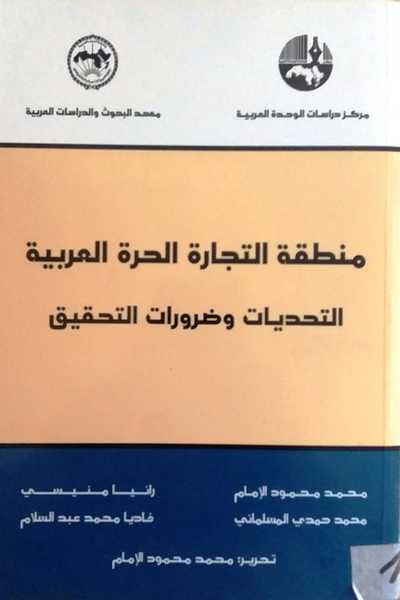 مركز دراسات الوحدة العربية
معهد البحوث والدراسات العربية
منطقة التجارة الحرة العربية
التحديات وضرورات التحقيق
محمد محمود الإمام
رانيا منيسي
محمد حمدي المسلماني
فاديا محمد عبد السلام
تحرير: محمد محمود الإمام